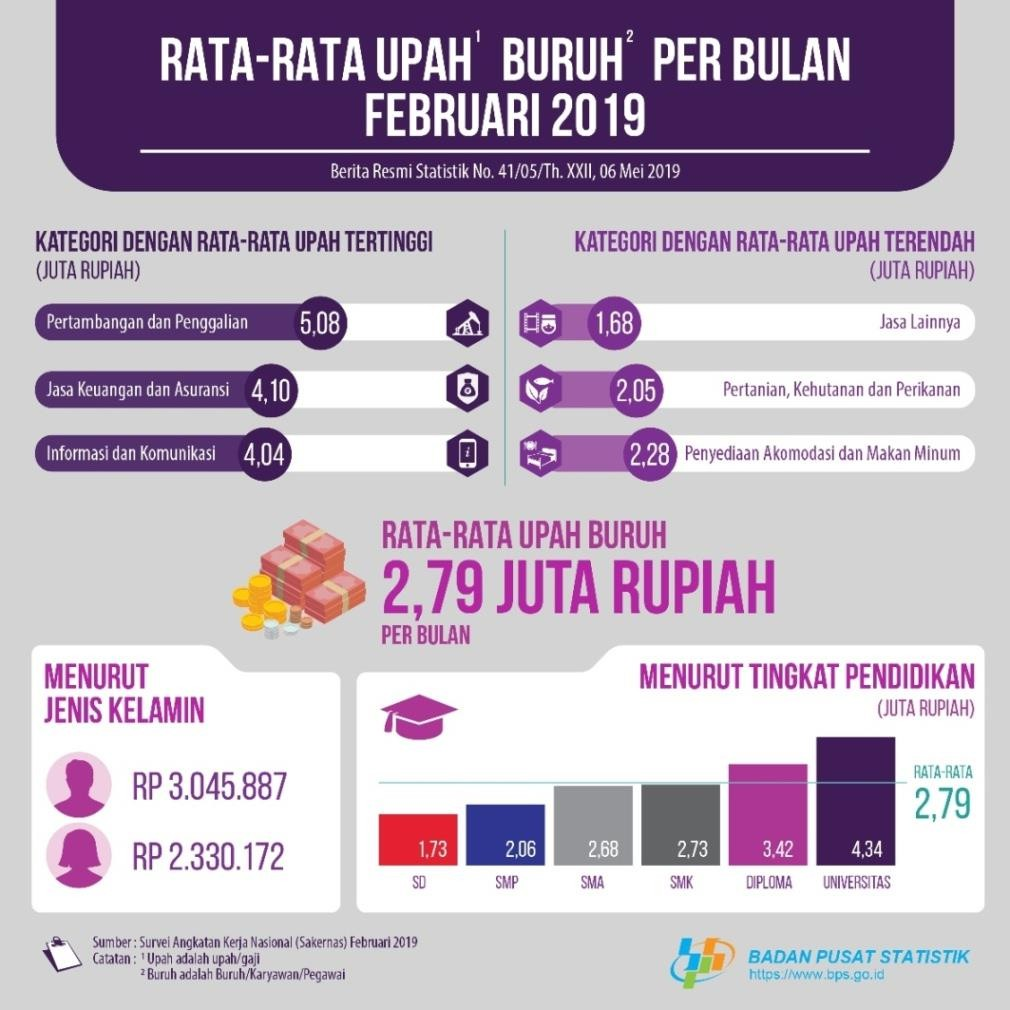 RATA-RATA UPAH¹ BURUH² PER BULAN
FEBRUARI 2019
Berita Resmi Statistik No. 41/05/Th. XXII, 06 Mei 2019
KATEGORI DENGAN RATA-RATA UPAH TERTINGGI
(JUTA RUPIAH)
Pertambangan dan Penggalian 5,08
Jasa Keuangan dan Asuransi 4,10
Informasi dan Komunikasi 4,04
KATEGORI DENGAN RATA-RATA UPAH TERENDAH
(JUTA RUPIAH)
1,68 Jasa Lainnya
2,05 Pertanian, Kehutanan dan Perikanan
2,28 Penyediaan Akomodasi dan Makan Minum
RATA-RATA UPAH BURUH
2,79 JUTA RUPIAH
PER BULAN
MENURUT
JENIS KELAMIN
RP 3.045.887
RP 2.330.172
MENURUT TINGKAT PENDIDIKAN
(JUTA RUPIAH)
RATA-RATA
2,79
1,73 2,06 2,68 2,73 3,42 4,34
SD SMP SMA SMK DIPLOMA UNIVERSITAS
Sumber : Survei Angkatan Kerja Nasional (Sakernas) Februari 2019
Catatan : ¹ Upah adalah upah/gaji
² Buruh adalah Buruh/Karyawan/Pegawai
BADAN PUSAT STATISTIK
https://www.bps.go.id